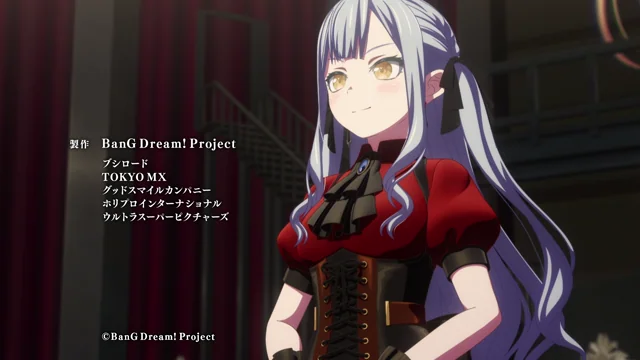 製作 BanG Dream! Project
ブシロード
TOKYO MX
グッドスマイルカンパニー
ホリプロインターナショナル
ウルトラスーパーピクチャーズ
©BanG Dream! Project